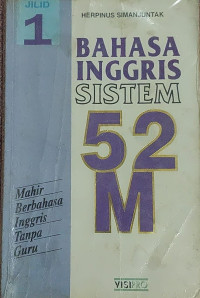 JILID
1
HERPINUS SIMANJUNTAK
BAHASA
INGGRIS
SISTEM
52
M
Mahir
Berbahasa
Inggris
Tanpa
Guru
VISIPRO